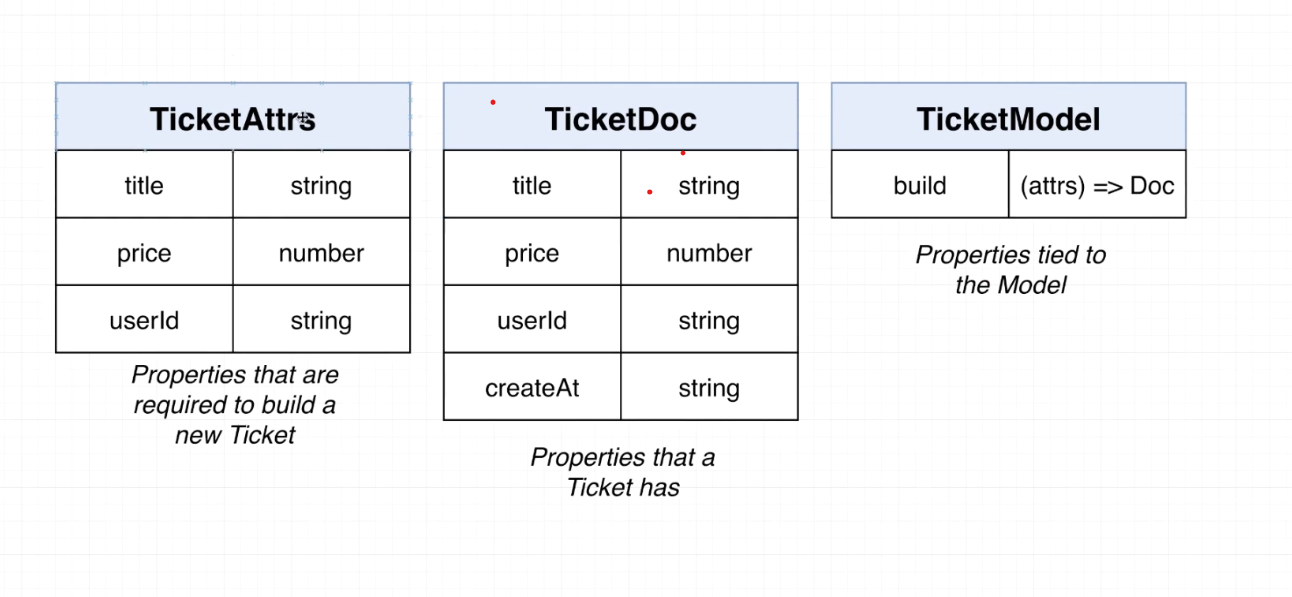 TicketAttrs
title string
price number
userId string
Properties that are
required to build a
new Ticket
TicketDoc
title string
price number
userId string
createAt string
Properties that a
Ticket has
TicketModel
build (attrs) => Doc
Properties tied to
the Model